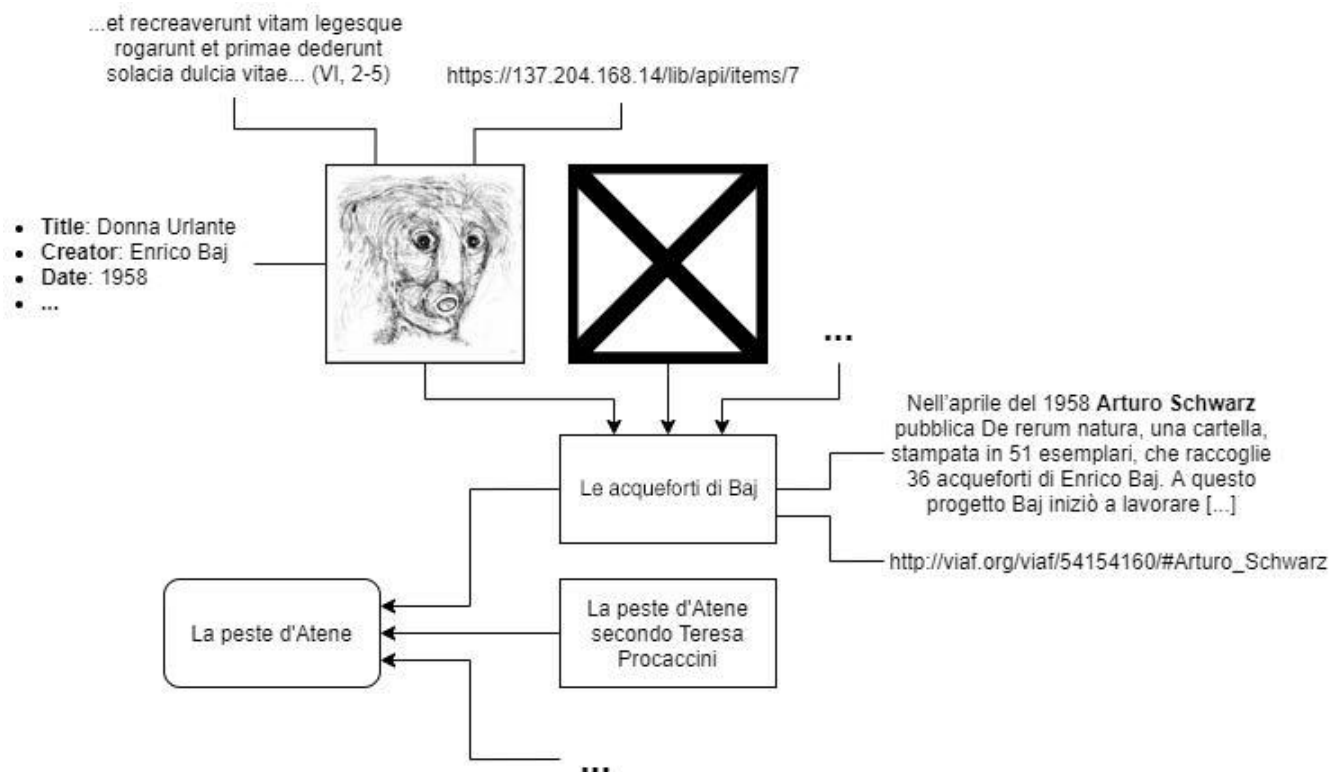 ...et recreaverunt vitam legesque
rogarunt et primae dederunt
solacia dulcia vitae... (VI, 2-5)
https://137.204.168.14/lib/api/items/7
• Title: Donna Urlante
• Creator: Enrico Baj
• Date: 1958
• ...
...
Nell'aprile del 1958 Arturo Schwarz
pubblica De rerum natura, una cartella,
stampata in 51 esemplari, che raccoglie
36 acqueforti di Enrico Baj. A questo
progetto Baj iniziò a lavorare [...]
Le acqueforti di Baj
http://viaf.org/viaf/54154160/#Arturo_Schwarz
La peste d'Atene
La peste d'Atene
secondo Teresa
Procaccini
...